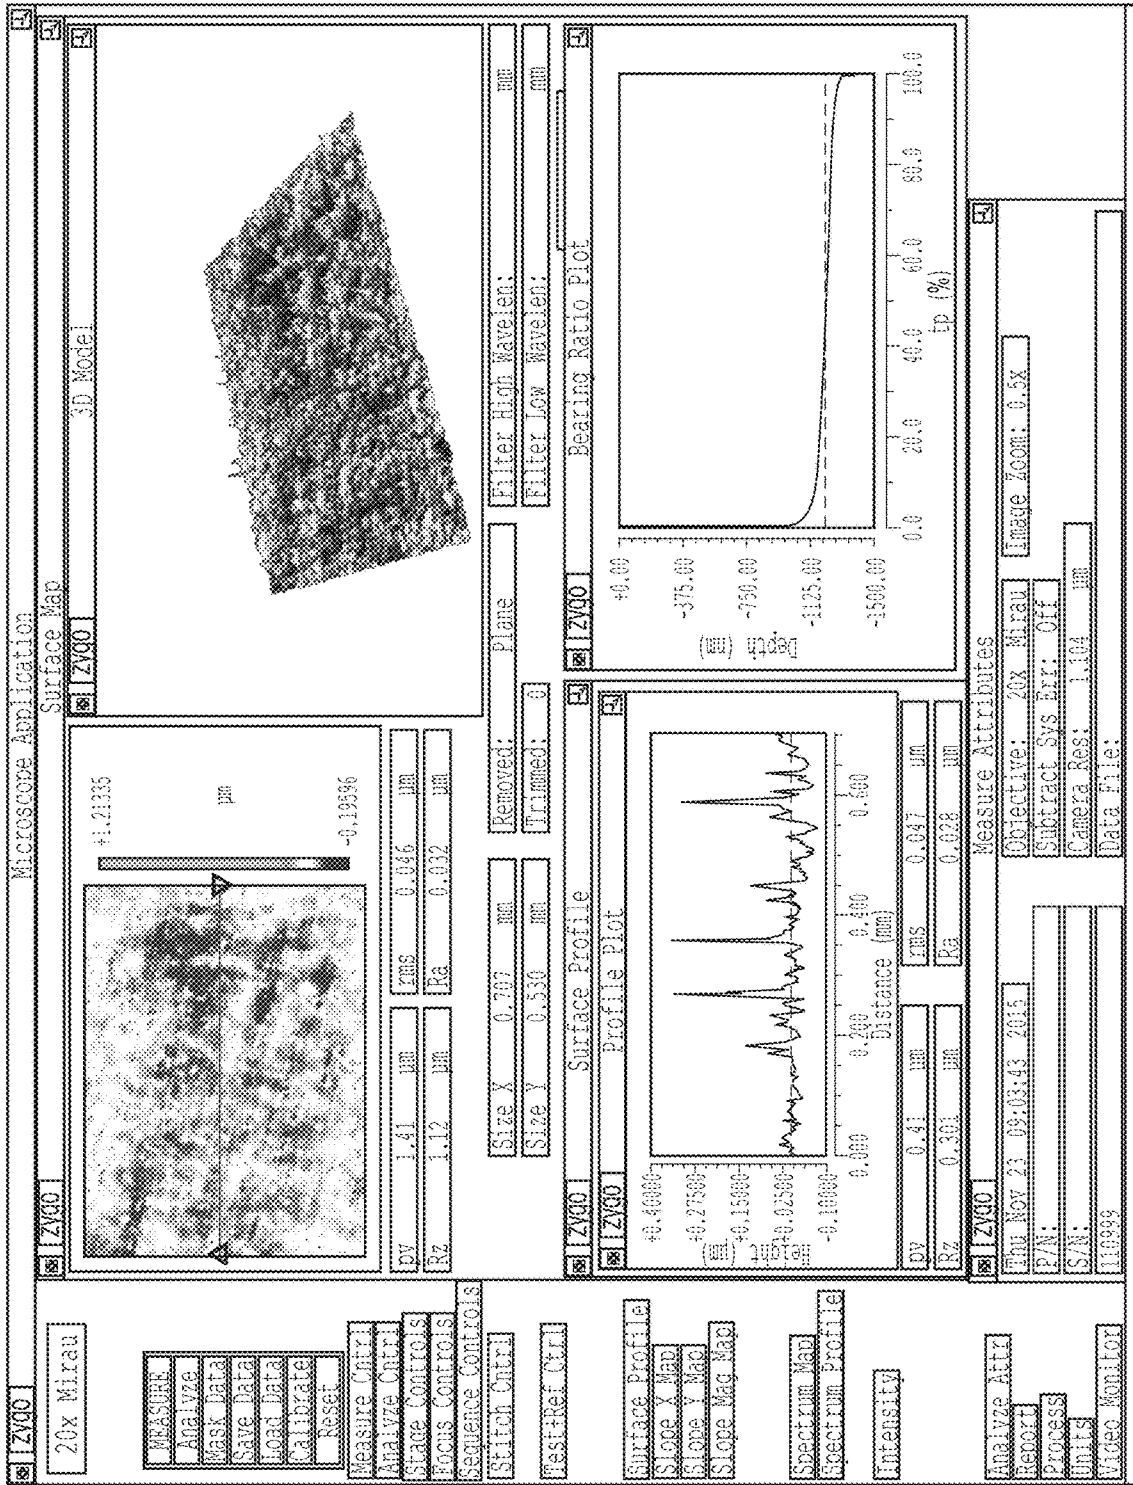 zygo Microscope Application
20x Mirau
MEASURE
Analyze
Mask Data
Save Data
Load Data
Calibrate
Reset
Measure Cntrl
Analyze Cntrl
Stage Controls
Focus Controls
Sequence Controls
Stitch Cntrl
TestRef Ctrl
Surface Profile
Slope X Map
Slope Y Map
Slope Mag Map
Spectrum Map
Spectrum Profile
Intensity
Analyze Attr
Report
Process
Units
Video Monitor
zygo Surface Map
+1.21335
µm
-0.19596
pv 1.41 µm
rms 0.046 µm
Rz 1.12 µm
Ra 0.032 µm
Size X 0.707 mm
Size Y 0.530 mm
Removed: Plane
Trimmed: 0
zygo 3D Model
Filter High Wavelen: mm
Filter Low Wavelen: mm
zygo Surface Profile
zygo Profile Plot
+0.40000
+0.27500
+0.15000
+0.02500
-0.10000
Height (µm)
0.000 0.200 0.400 0.600
Distance (mm)
pv 0.41 µm
rms 0.047 µm
Rz 0.301 µm
Ra 0.028 µm
zygo Bearing Ratio Plot
+0.00
-375.00
-750.00
-1125.00
-1500.00
Depth (nm)
0.0 20.0 40.0 60.0 80.0 100.0
tp (%)
zygo Measure Attributes
Thu Nov 23 09:03:43 2015
P/N:
S/N:
Objective: 20x Mirau
Image Zoom: 0.5X
Subtract Sys Err: Off
Camera Res: 1.104 µm
Data File: